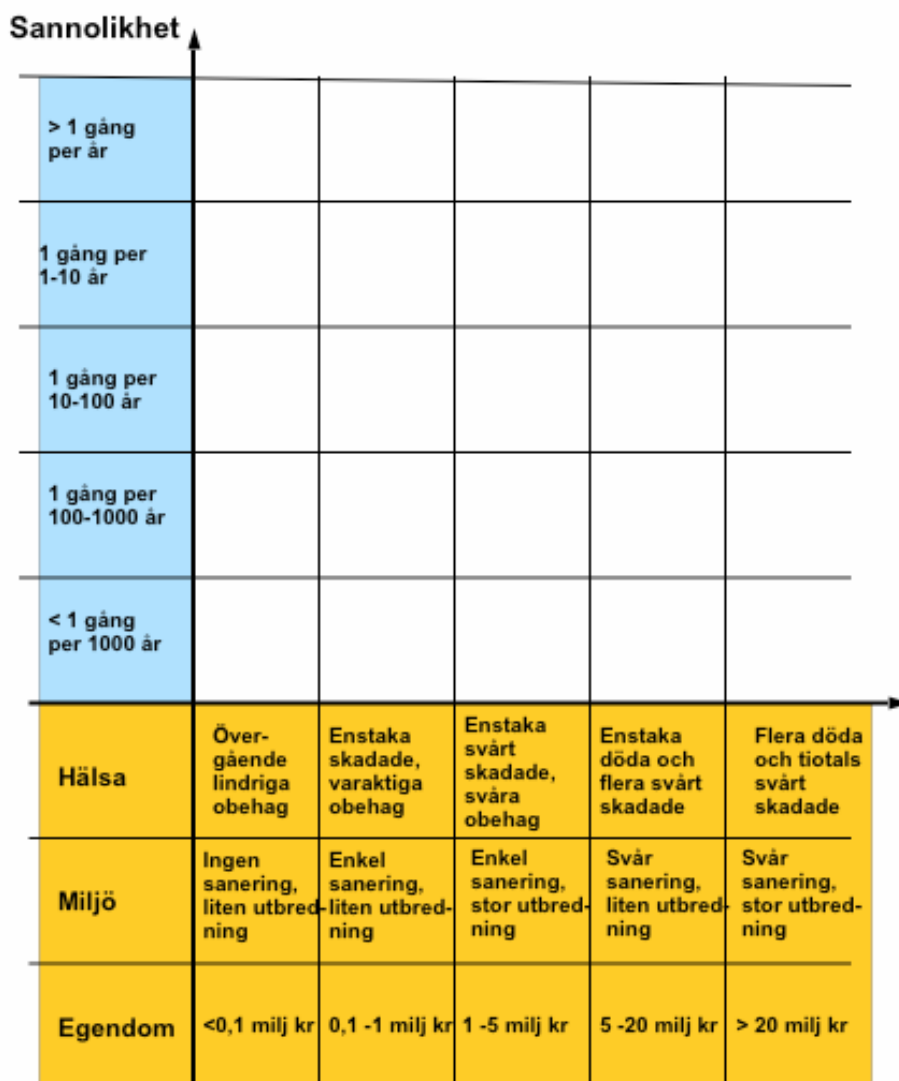 Sannolikhet
> 1 gång
per år
1 gång per
1-10 år
1 gång per
10-100 år
1 gång per
100-1000 år
< 1 gång
per 1000 år
Hälsa
Över-
gående
lindriga
obehag
Enstaka
skadade,
varaktiga
obehag
Enstaka
svårt
skadade,
svåra
obehag
Enstaka
döda och
flera svårt
skadade
Flera döda
och tiotals
svårt
skadade
Miljö
Ingen
sanering,
liten utbred-
ning
Enkel
sanering,
liten utbred-
ning
Enkel
sanering,
stor utbred-
ning
Svår
sanering,
liten utbred-
ning
Svår
sanering,
stor utbred-
ning
Egendom
<0,1 milj kr
0,1 -1 milj kr
1 -5 milj kr
5 -20 milj kr
> 20 milj kr